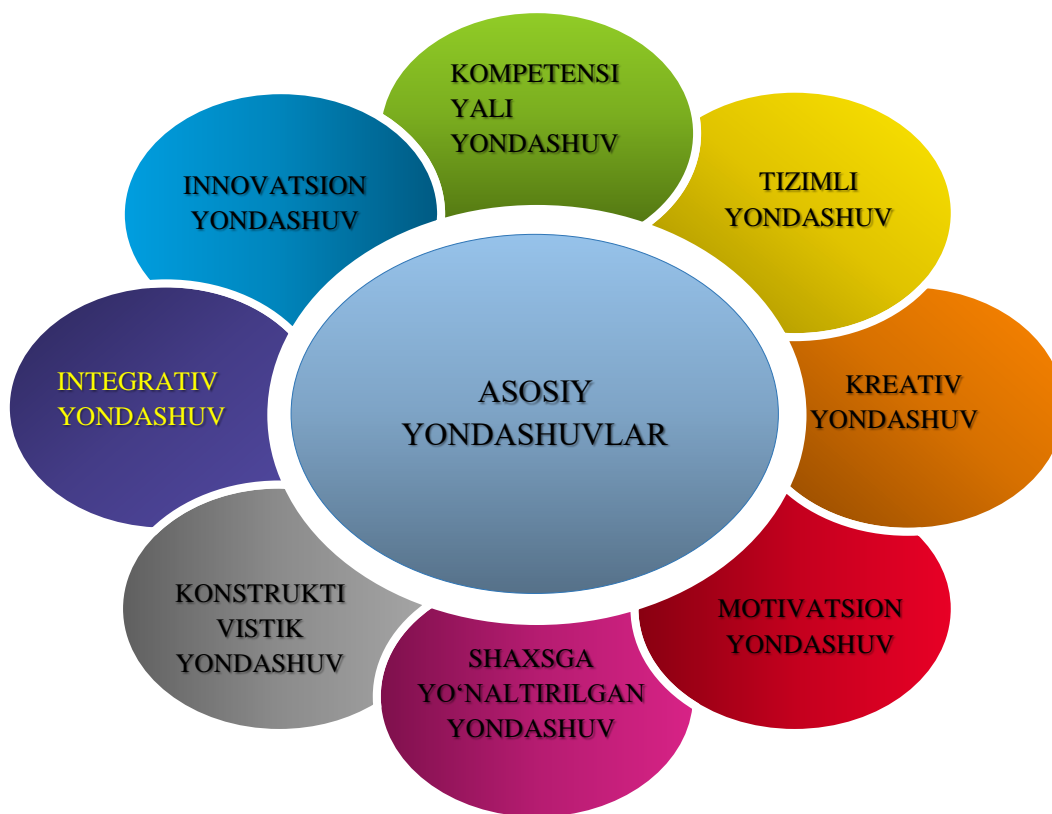 KOMPETENSI
YALI
YONDASHUV
TIZIMLI
YONDASHUV
KREATIV
YONDASHUV
MOTIVATSION
YONDASHUV
SHAXSGA
YO‘NALTIRILGAN
YONDASHUV
KONSTRUKTI
VISTIK
YONDASHUV
INTEGRATIV
YONDASHUV
INNOVATSION
YONDASHUV
ASOSIY
YONDASHUVLAR